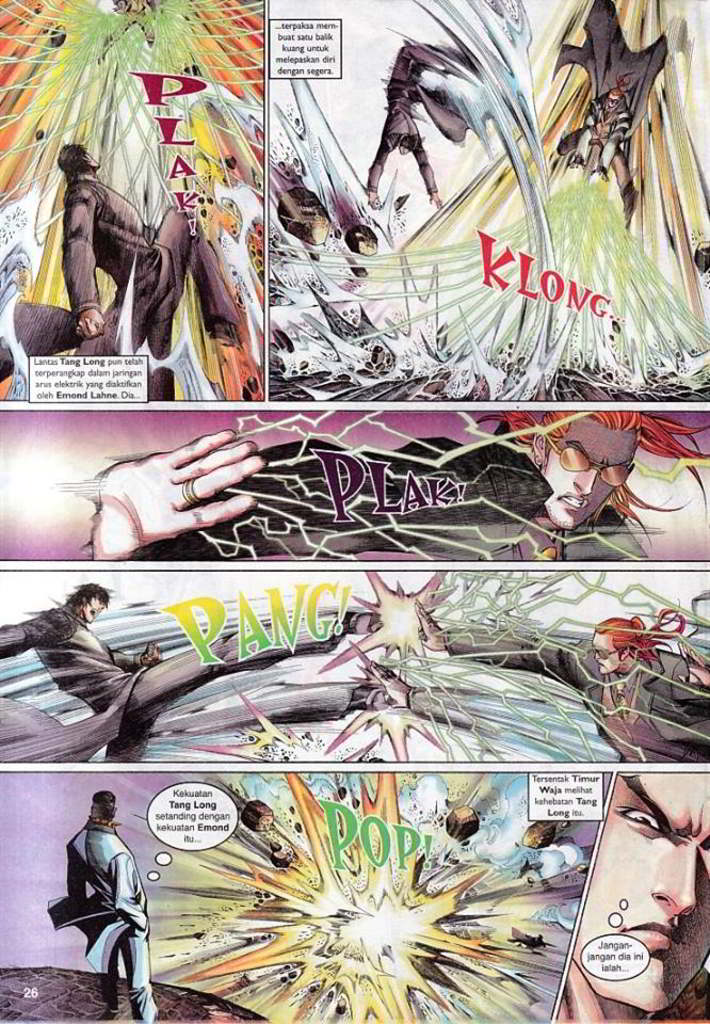 PLAK!
Lantas Tang Long pun telah
terperangkap dalam jaringan
arus elektrik yang diaktifkan
oleh Emond Lahne. Dia...
...terpaksa mem-
buat satu balik
kuang untuk
melepaskan diri
dengan segera.
KLONG...
PLAK!
PANG!
Kekuatan
Tang Long
setanding dengan
kekuatan Emond
itu...
POP!
Tersentak Timur
Waja melihat
kehebatan Tang
Long itu.
Jangan-
jangan dia ini
ialah...
26